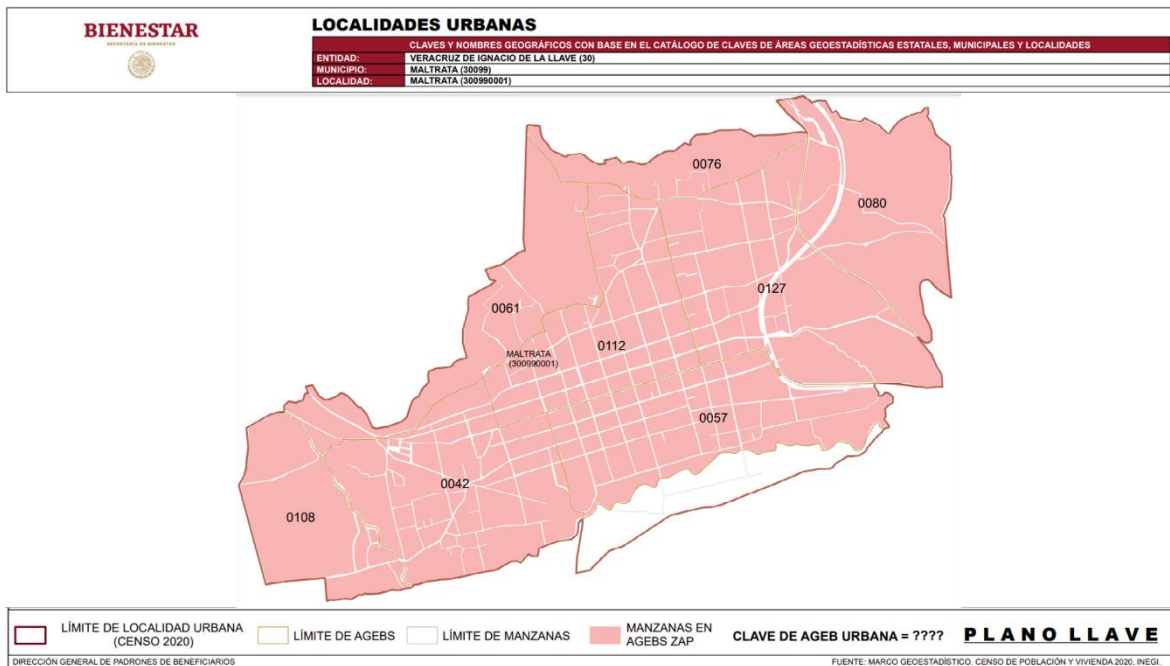 BIENESTAR
SECRETARÍA DE BIENESTAR
LOCALIDADES URBANAS
CLAVES Y NOMBRES GEOGRÁFICOS CON BASE EN EL CATÁLOGO DE CLAVES DE ÁREAS GEOESTADÍSTICAS ESTATALES, MUNICIPALES Y LOCALIDADES
ENTIDAD: VERACRUZ DE IGNACIO DE LA LLAVE (30)
MUNICIPIO: MALTRATA (30099)
LOCALIDAD: MALTRATA (300990001)
0076
0080
0061
0127
0112
MALTRATA
(300990001)
0057
0042
0108
LÍMITE DE LOCALIDAD URBANA
(CENSO 2020)
LÍMITE DE AGEBS
LÍMITE DE MANZANAS
MANZANAS EN
AGEBS ZAP
CLAVE DE AGEB URBANA = ????
PLANO LLAVE
DIRECCIÓN GENERAL DE PADRONES DE BENEFICIARIOS
FUENTE: MARCO GEOESTADÍSTICO. CENSO DE POBLACIÓN Y VIVIENDA 2020, INEGI.